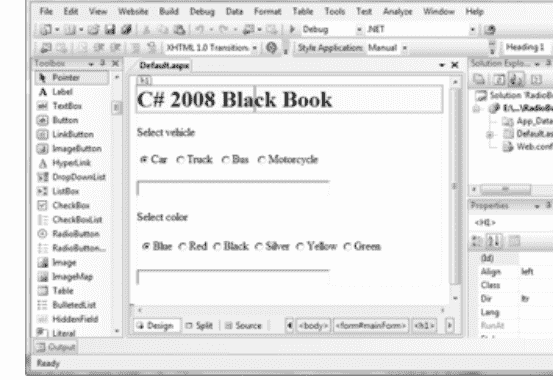 File Edit View Website Build Debug Data Format Table Tools Test Analyze Window Help
Debug .NET
XHTML 1.0 Transition Style Application: Manual Heading 1
Toolbox
Pointer
A Label
abl TextBox
Button
LinkButton
ImageButton
A HyperLink
DropDownList
ListBox
CheckBox
CheckBoxList
RadioButton
RadioButton...
Image
ImageMap
Table
BulletedList
HiddenField
Literal
Default.aspx
h1
C# 2008 Black Book
Select vehicle
Car Truck Bus Motorcycle
Select color
Blue Red Black Silver Yellow Green
Design Split Source <body> <form#mainForm> <h1>
Solution Explo...
Solution 'RadioB
E:\...\RadioBu
App_Data
Default.as
Web.conf
Properties
<H1>
(Id)
Align left
Class
Dir ltr
Lang
RunAt
Output
Ready